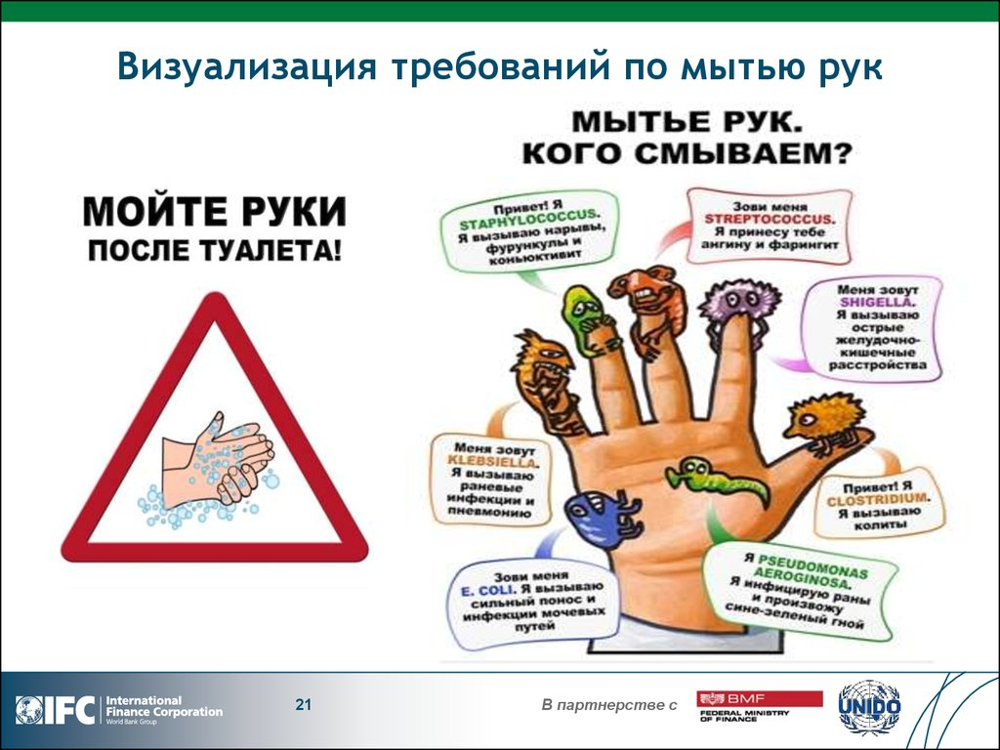 Визуализация требований по мытью рук
МОЙТЕ РУКИ
ПОСЛЕ ТУАЛЕТА!
МЫТЬЕ РУК.
КОГО СМЫВАЕМ?
Привет! Я
STAPHYLOCOCCUS.
Я вызываю нарывы,
фурункулы и
коньюктивит
Зови меня
STREPTOCOCCUS.
Я принесу тебе
ангину и фарингит
Меня зовут
SHIGELLA.
Я вызываю
острые
желудочно-
кишечные
расстройства
Меня зовут
KLEBSIELLA.
Я вызываю
раневые
инфекции и
пневмонию
Привет! Я
CLOSTRIDIUM.
Я вызываю
колиты
Зови меня
E. COLI. Я вызываю
сильный понос и
инфекции мочевых
путей
Я PSEUDOMONAS
AEROGINOSA.
Я инфицирую раны
и произвожу
сине-зеленый гной
IFC International
Finance Corporation
World Bank Group
21
В партнерстве с
BMF
FEDERAL MINISTRY
OF FINANCE
UNIDO